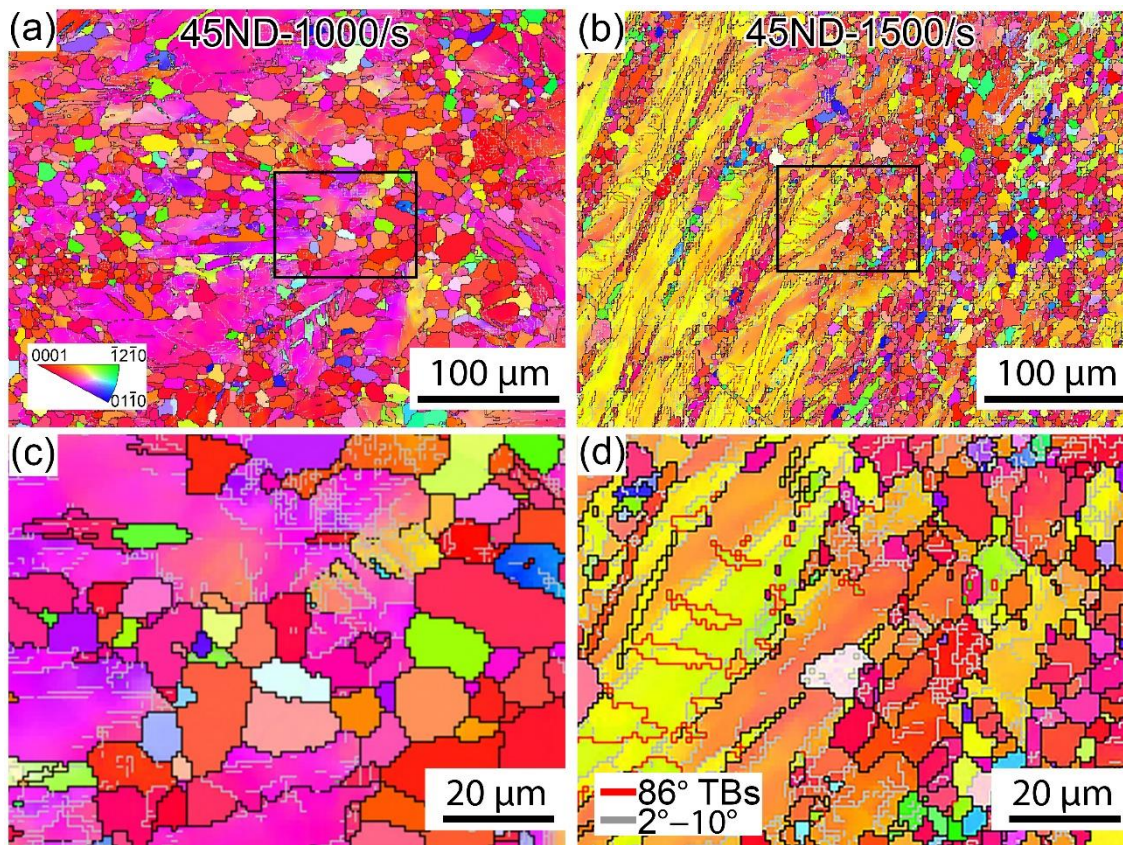 (a) 45ND-1000/s
(b) 45ND-1500/s
0001 1̅21̅0
011̅0
100 µm
100 µm
(c)
(d)
20 µm
86° TBs
2°–10°
20 µm